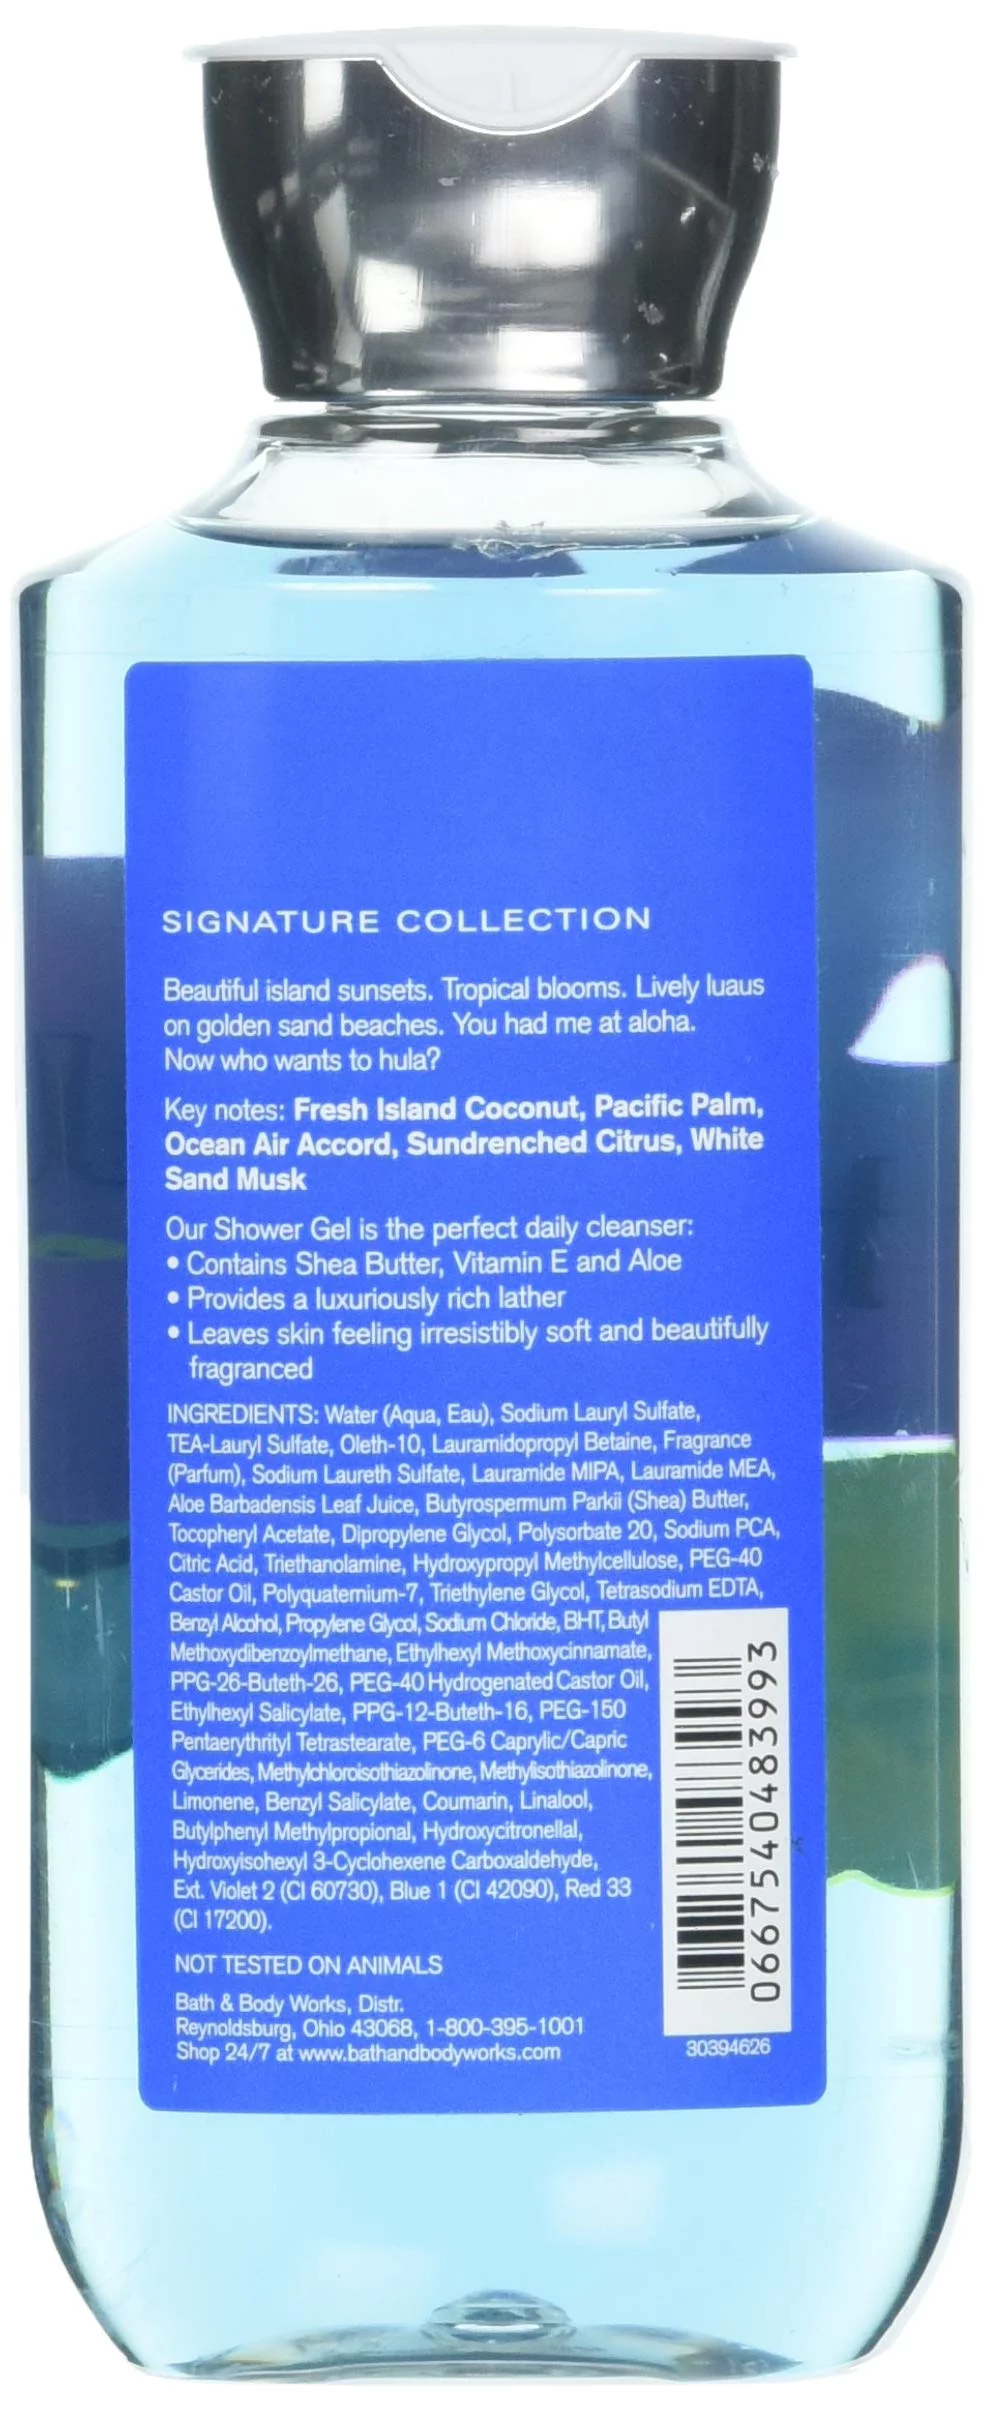 SIGNATURE COLLECTION
Beautiful island sunsets. Tropical blooms. Lively luaus
on golden sand beaches. You had me at aloha.
Now who wants to hula?
Key notes: Fresh Island Coconut, Pacific Palm,
Ocean Air Accord, Sundrenched Citrus, White
Sand Musk
Our Shower Gel is the perfect daily cleanser:
• Contains Shea Butter, Vitamin E and Aloe
• Provides a luxuriously rich lather
• Leaves skin feeling irresistibly soft and beautifully
fragranced
INGREDIENTS: Water (Aqua, Eau), Sodium Lauryl Sulfate,
TEA-Lauryl Sulfate, Oleth-10, Lauramidopropyl Betaine, Fragrance
(Parfum), Sodium Laureth Sulfate, Lauramide MIPA, Lauramide MEA,
Aloe Barbadensis Leaf Juice, Butyrospermum Parkii (Shea) Butter,
Tocopheryl Acetate, Dipropylene Glycol, Polysorbate 20, Sodium PCA,
Citric Acid, Triethanolamine, Hydroxypropyl Methylcellulose, PEG-40
Castor Oil, Polyquaternium-7, Triethylene Glycol, Tetrasodium EDTA,
Benzyl Alcohol, Propylene Glycol, Sodium Chloride, BHT, Butyl
Methoxydibenzoylmethane, Ethylhexyl Methoxycinnamate,
PPG-26-Buteth-26, PEG-40 Hydrogenated Castor Oil,
Ethylhexyl Salicylate, PPG-12-Buteth-16, PEG-150
Pentaerythrityl Tetrastearate, PEG-6 Caprylic/Capric
Glycerides, Methylchloroisothiazolinone, Methylisothiazolinone,
Limonene, Benzyl Salicylate, Coumarin, Linalool,
Butylphenyl Methylpropional, Hydroxycitronellal,
Hydroxyisohexyl 3-Cyclohexene Carboxaldehyde,
Ext. Violet 2 (CI 60730), Blue 1 (CI 42090), Red 33
(CI 17200).
NOT TESTED ON ANIMALS
Bath & Body Works, Distr.
Reynoldsburg, Ohio 43068, 1-800-395-1001
Shop 24/7 at www.bathandbodyworks.com
0667540483993
30394626